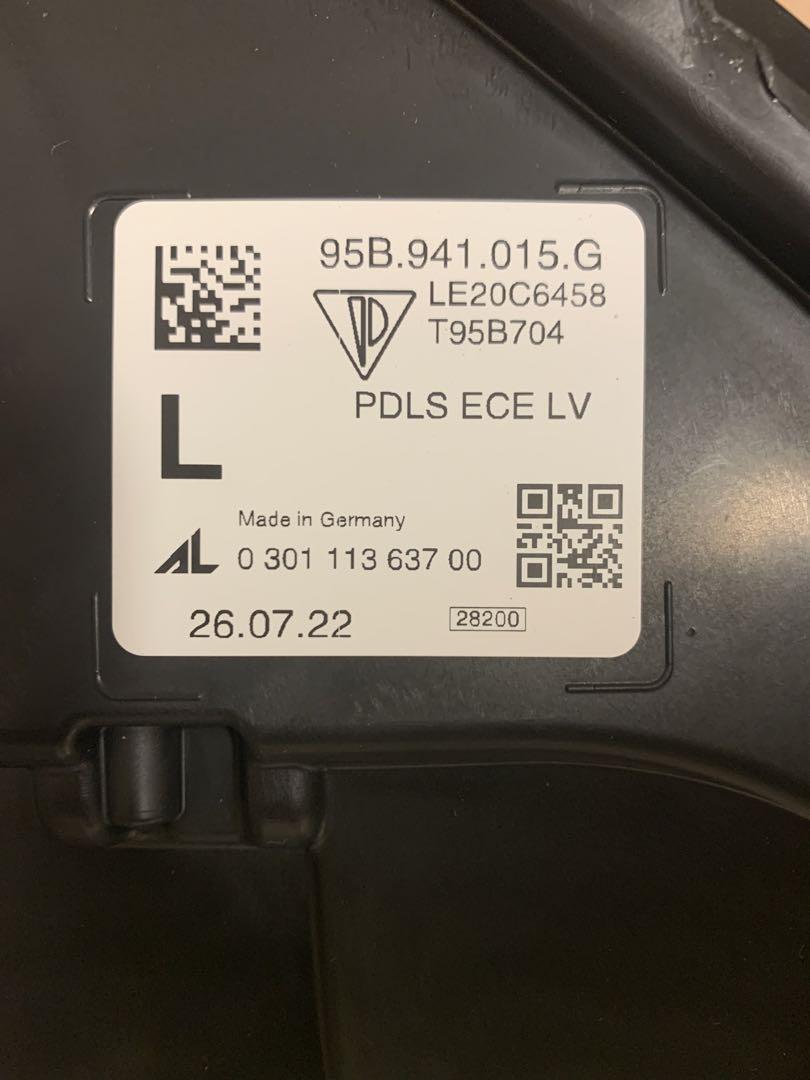 95B.941.015.G
LE20C6458
T95B704
PDLS ECE LV
L
Made in Germany
AL 0 301 113 637 00
26.07.22
28200